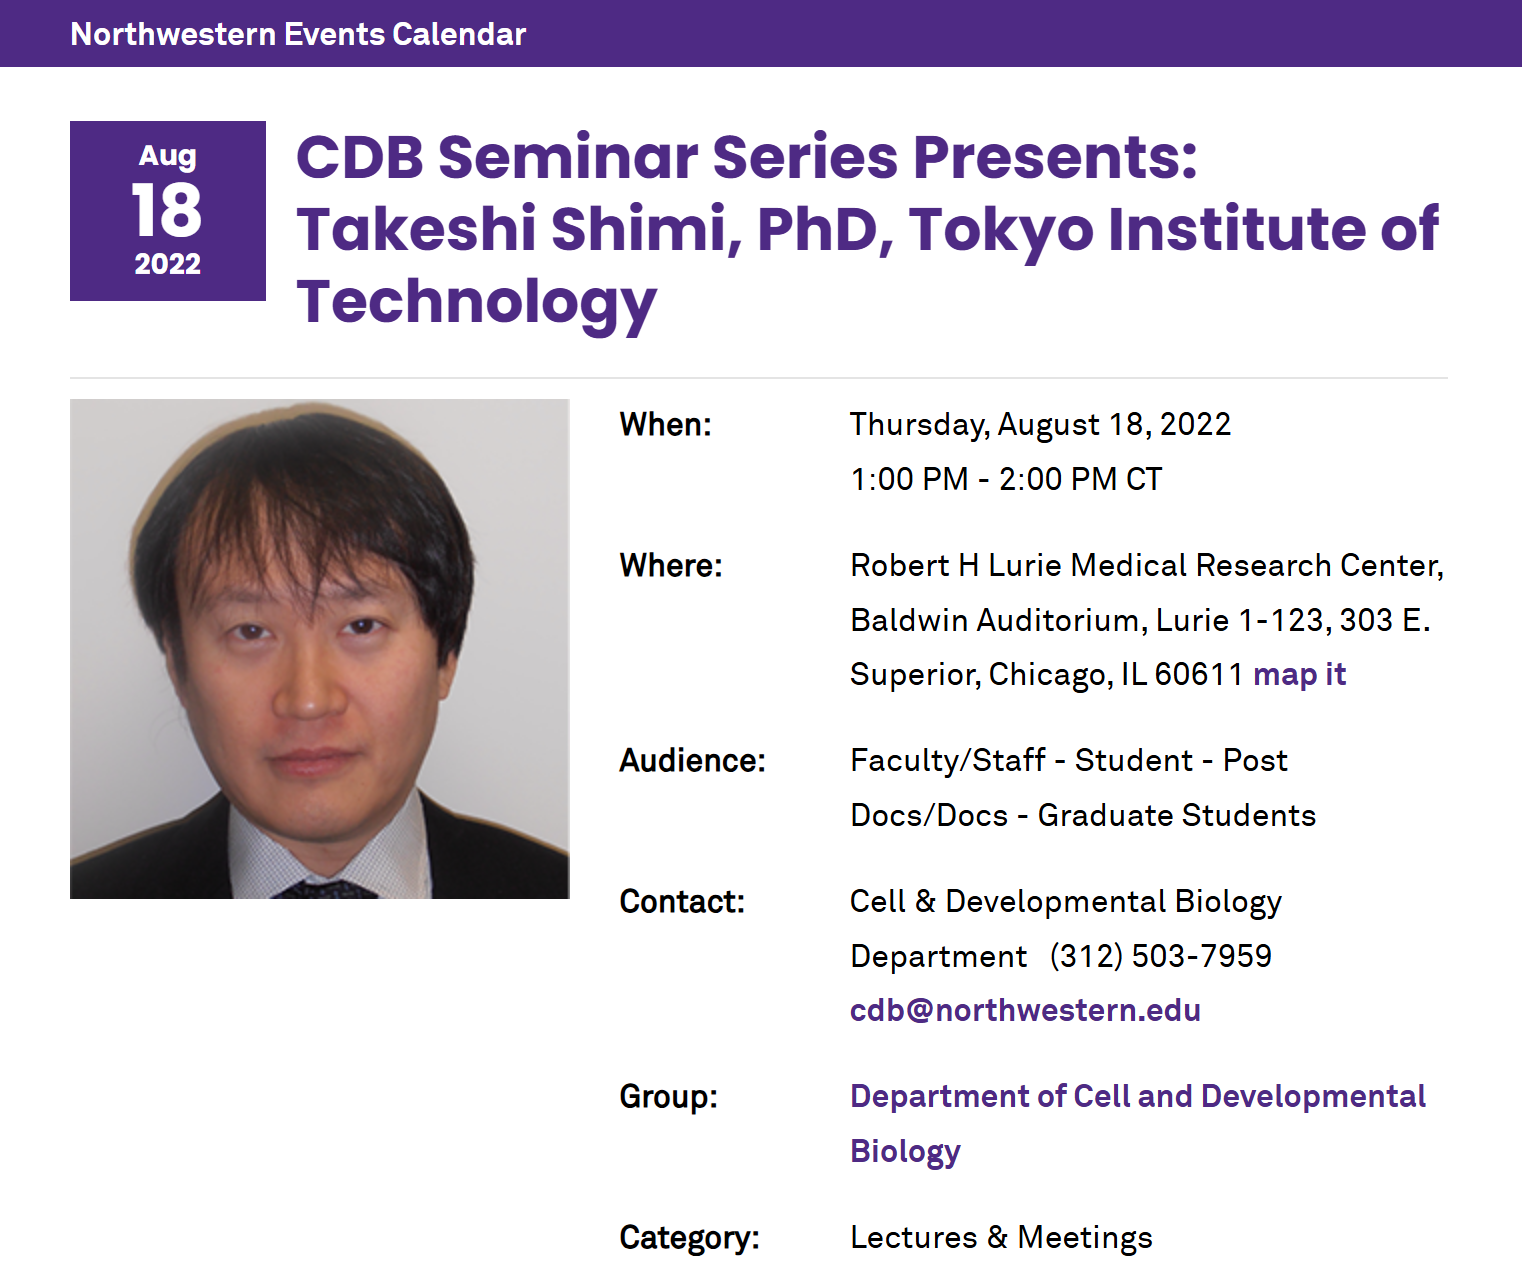 Northwestern Events Calendar
Aug
18
2022
CDB Seminar Series Presents:
Takeshi Shimi, PhD, Tokyo Institute of
Technology
When:
Thursday, August 18, 2022
1:00 PM - 2:00 PM CT
Where:
Robert H Lurie Medical Research Center,
Baldwin Auditorium, Lurie 1-123, 303 E.
Superior, Chicago, IL 60611 map it
Audience:
Faculty/Staff - Student - Post
Docs/Docs - Graduate Students
Contact:
Cell & Developmental Biology
Department (312) 503-7959
cdb@northwestern.edu
Group:
Department of Cell and Developmental
Biology
Category:
Lectures & Meetings